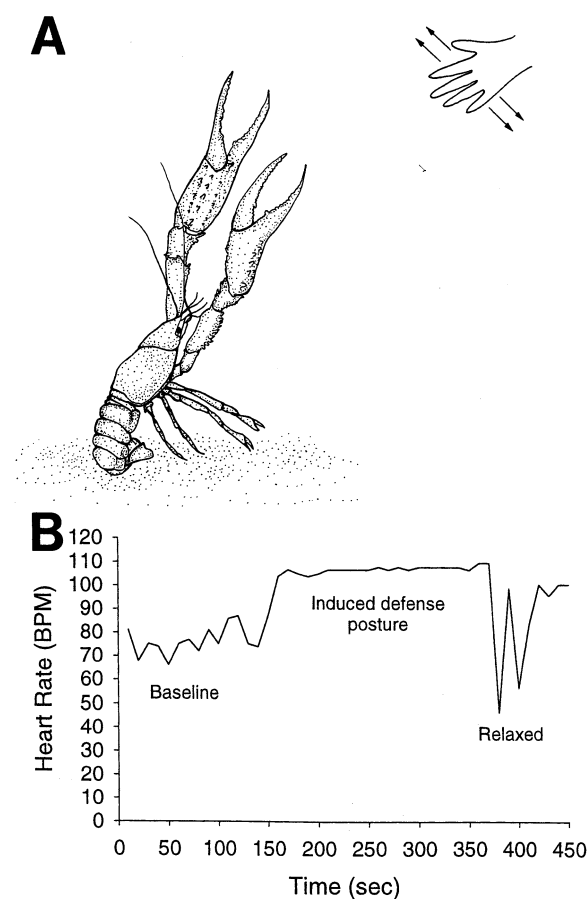 A
B
120
110
100
90
80
70
60
50
40
30
20
10
0
Heart Rate (BPM)
Induced defense
posture
Baseline
Relaxed
0 50 100 150 200 250 300 350 400 450
Time (sec)